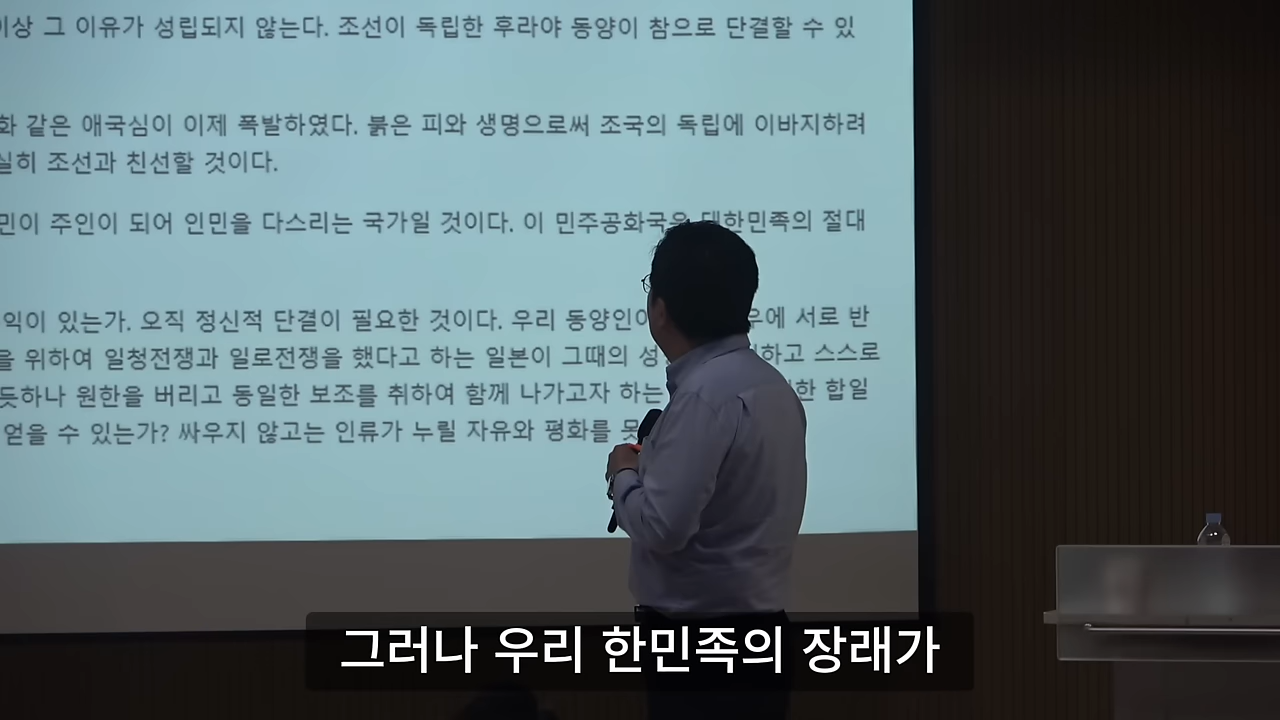 이상 그 이유가 성립되지 않는다. 조선이 독립한 후라야 동양이 참으로 단결할 수 있
화 같은 애국심이 이제 폭발하였다. 붉은 피와 생명으로써 조국의 독립에 이바지하려
실히 조선과 친선할 것이다.
민이 주인이 되어 인민을 다스리는 국가일 것이다. 이 민주공화국은 대한민족의 절대
익이 있는가. 오직 정신적 단결이 필요한 것이다. 우리 동양인이 우에 서로 반
을 위하여 일청전쟁과 일로전쟁을 했다고 하는 일본이 그때의 하고 스스로
듯하나 원한을 버리고 동일한 보조를 취하여 함께 나가고자 하는 한 합일
얻을 수 있는가? 싸우지 않고는 인류가 누릴 자유와 평화를
그러나 우리 한민족의 장래가